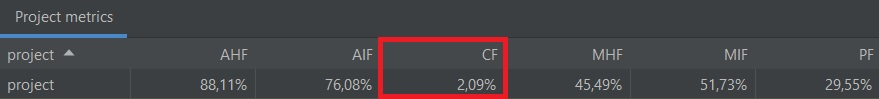 Project metrics
project AHF AIF CF MHF MIF PF
project 88,11% 76,08% 2,09% 45,49% 51,73% 29,55%